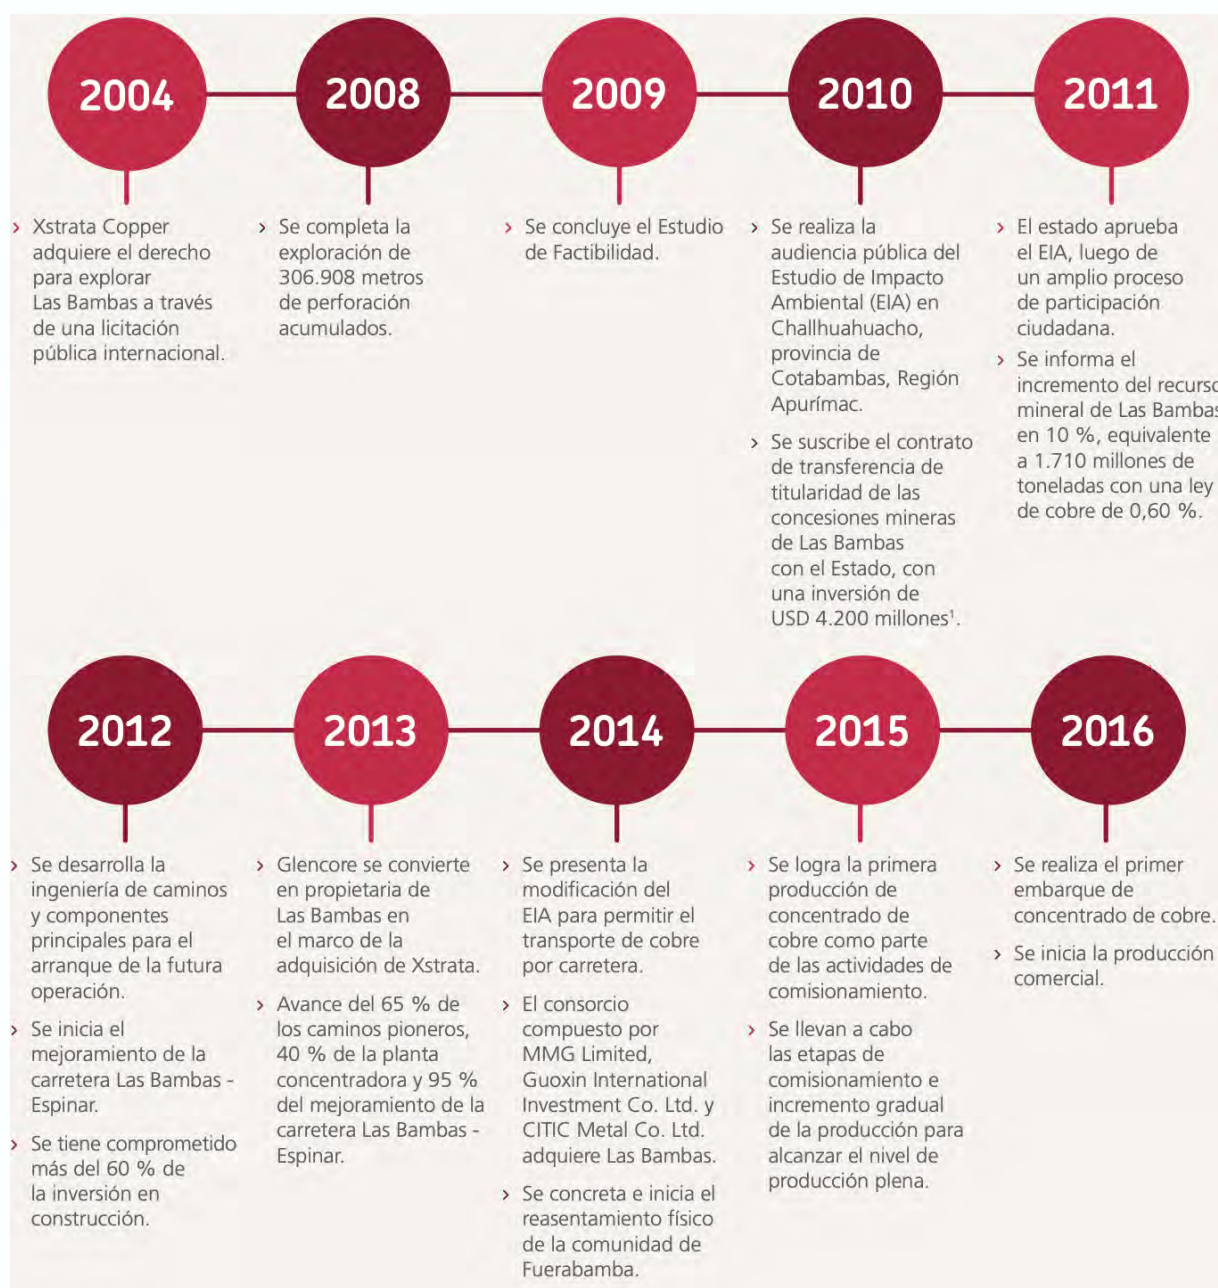 2004
2008
2009
2010
2011
› Xstrata Copper
adquiere el derecho
para explorar
Las Bambas a través
de una licitación
pública internacional.
› Se completa la
exploración de
306.908 metros
de perforación
acumulados.
› Se concluye el Estudio
de Factibilidad.
› Se realiza la
audiencia pública del
Estudio de Impacto
Ambiental (EIA) en
Challhuahuacho,
provincia de
Cotabambas, Región
Apurímac.
› Se suscribe el contrato
de transferencia de
titularidad de las
concesiones mineras
de Las Bambas
con el Estado, con
una inversión de
USD 4.200 millones¹.
› El estado aprueba
el EIA, luego de
un amplio proceso
de participación
ciudadana.
› Se informa el
incremento del recurso
mineral de Las Bambas
en 10 %, equivalente
a 1.710 millones de
toneladas con una ley
de cobre de 0,60 %.
2012
2013
2014
2015
2016
› Se desarrolla la
ingeniería de caminos
y componentes
principales para el
arranque de la futura
operación.
› Se inicia el
mejoramiento de la
carretera Las Bambas -
Espinar.
› Se tiene comprometido
más del 60 % de
la inversión en
construcción.
› Glencore se convierte
en propietaria de
Las Bambas en
el marco de la
adquisición de Xstrata.
› Avance del 65 % de
los caminos pioneros,
40 % de la planta
concentradora y 95 %
del mejoramiento de la
carretera Las Bambas -
Espinar.
› Se presenta la
modificación del
EIA para permitir el
transporte de cobre
por carretera.
› El consorcio
compuesto por
MMG Limited,
Guoxin International
Investment Co. Ltd. y
CITIC Metal Co. Ltd.
adquiere Las Bambas.
› Se concreta e inicia el
reasentamiento físico
de la comunidad de
Fuerabamba.
› Se logra la primera
producción de
concentrado de
cobre como parte
de las actividades de
comisionamiento.
› Se llevan a cabo
las etapas de
comisionamiento e
incremento gradual
de la producción para
alcanzar el nivel de
producción plena.
› Se realiza el primer
embarque de
concentrado de cobre.
› Se inicia la producción
comercial.